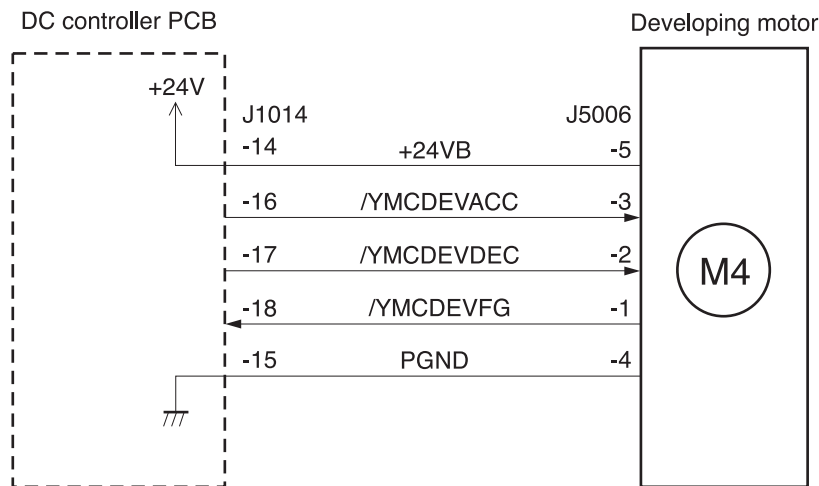 DC controller PCB
Developing motor
+24V
J1014
J5006
-14 +24VB -5
-16 /YMCDEVACC -3
-17 /YMCDEVDEC -2
M4
-18 /YMCDEVFG -1
-15 PGND -4